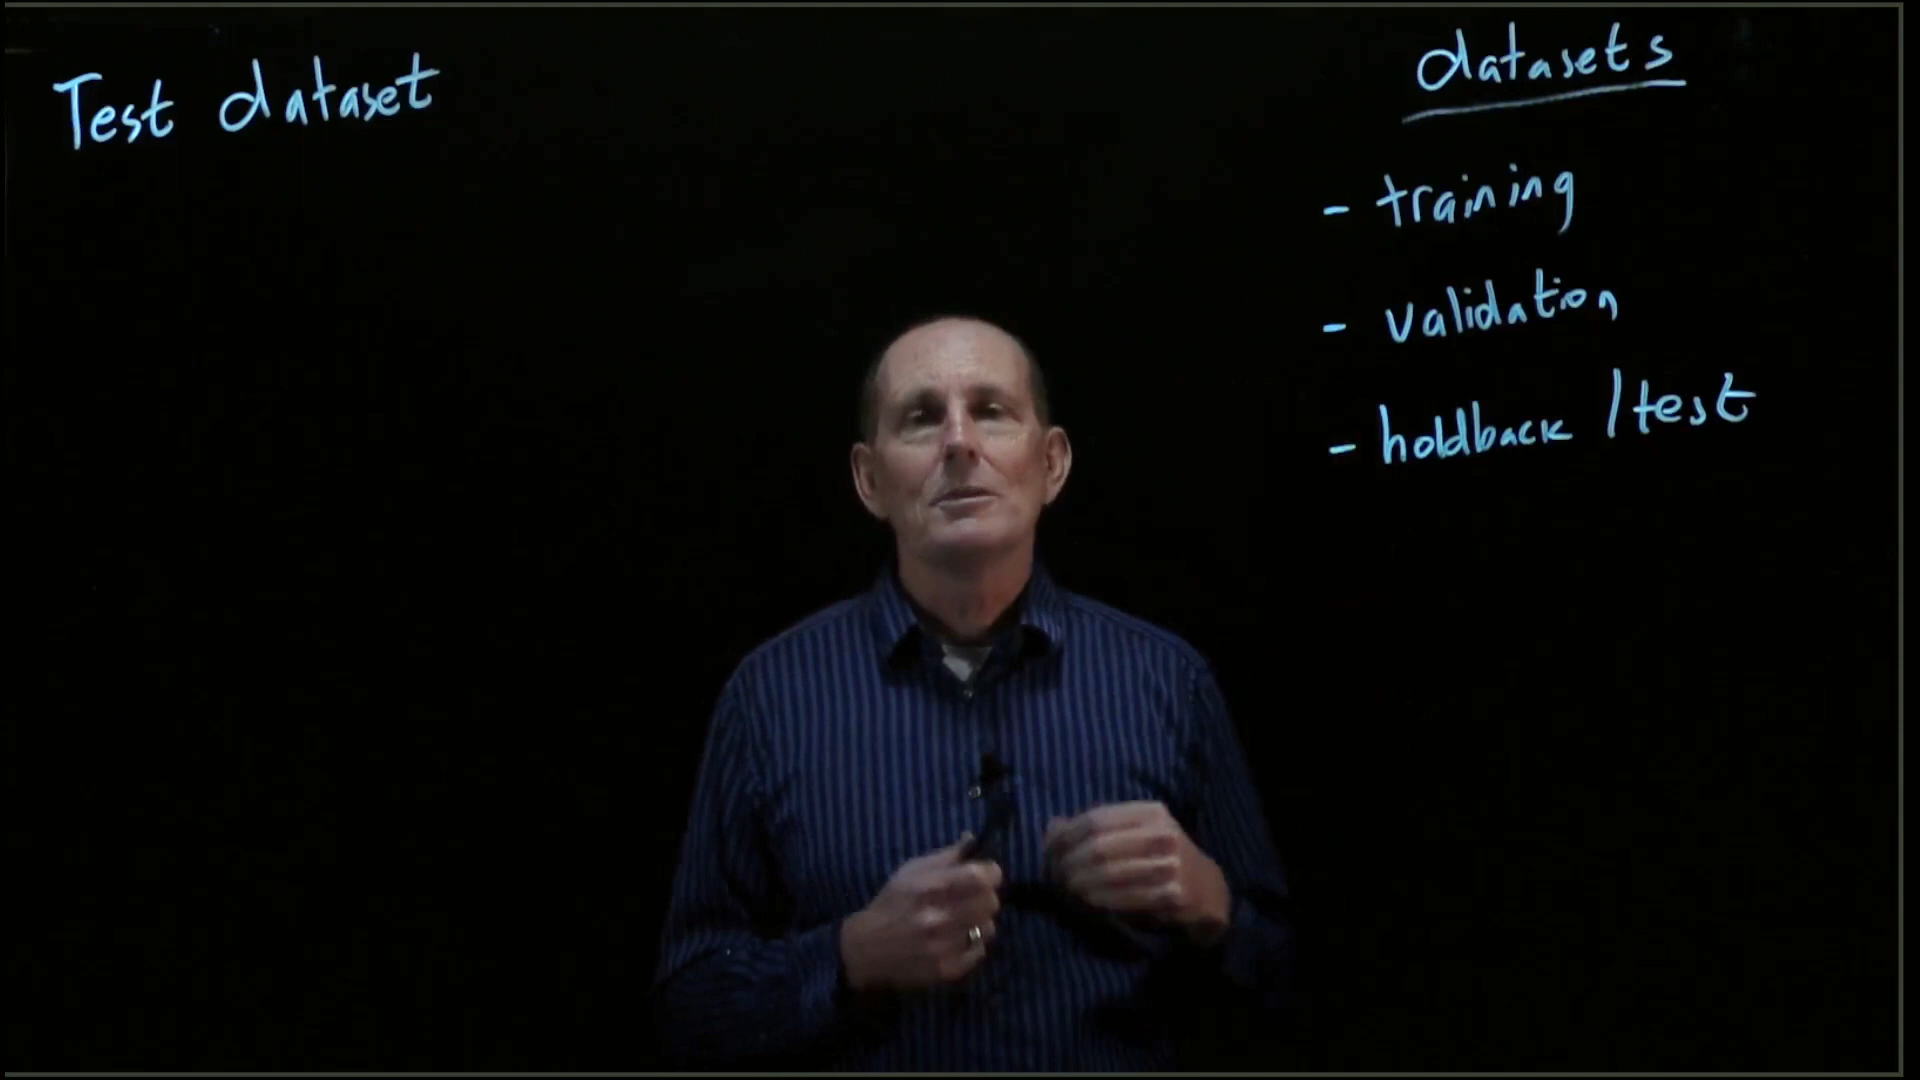 Test dataset
datasets
- training
- validation
- holdback / test